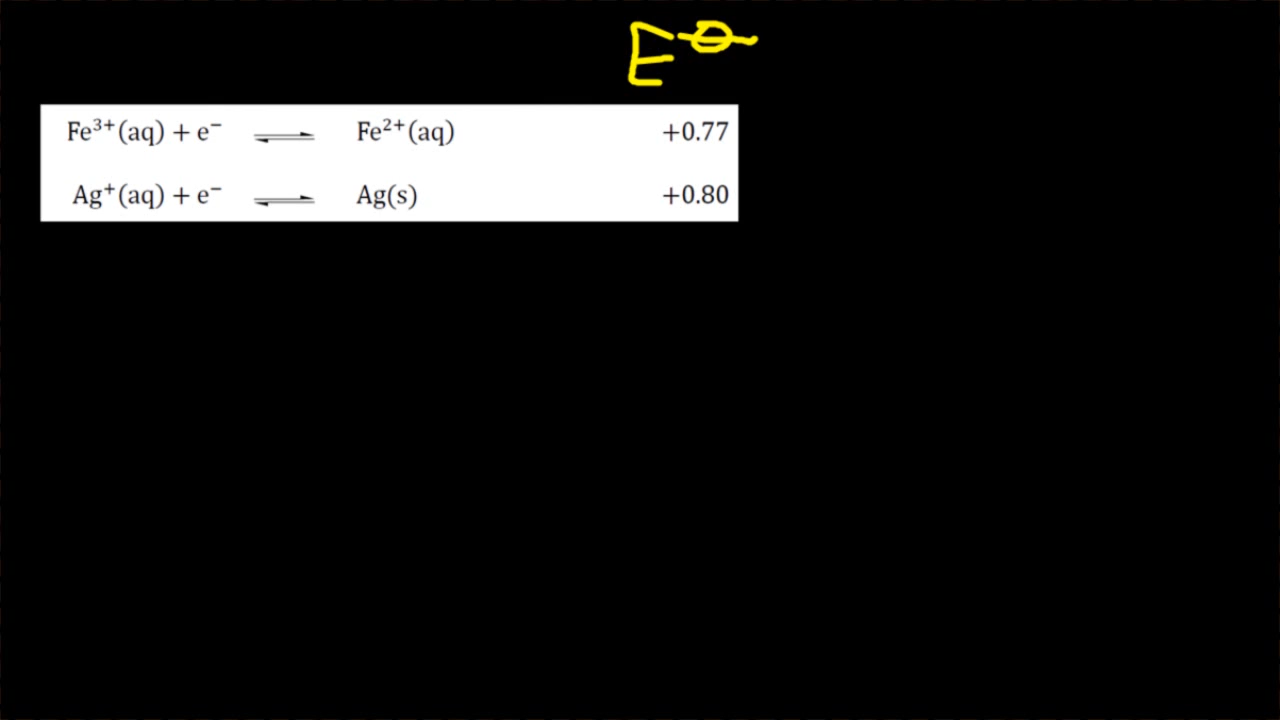 E⦵
Fe³⁺(aq) + e⁻ ⇌ Fe²⁺(aq) +0.77
Ag⁺(aq) + e⁻ ⇌ Ag(s) +0.80